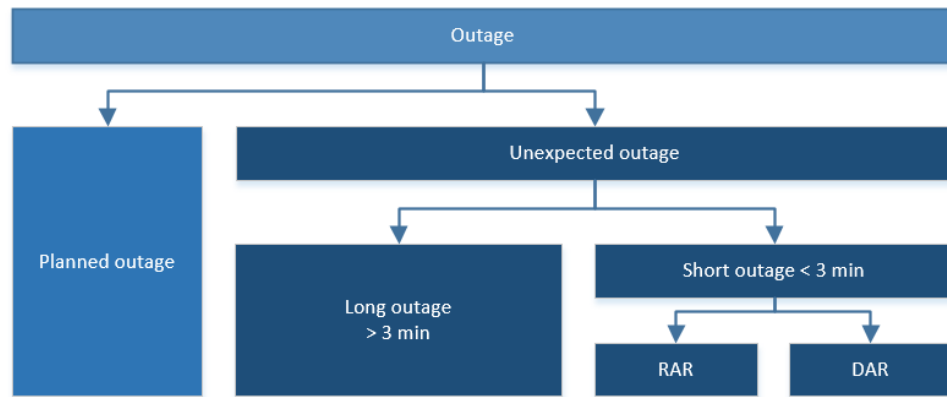 Outage
Planned outage
Unexpected outage
Long outage
> 3 min
Short outage < 3 min
RAR
DAR